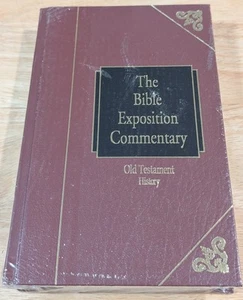 The
Bible
Exposition
Commentary
Old Testament
History